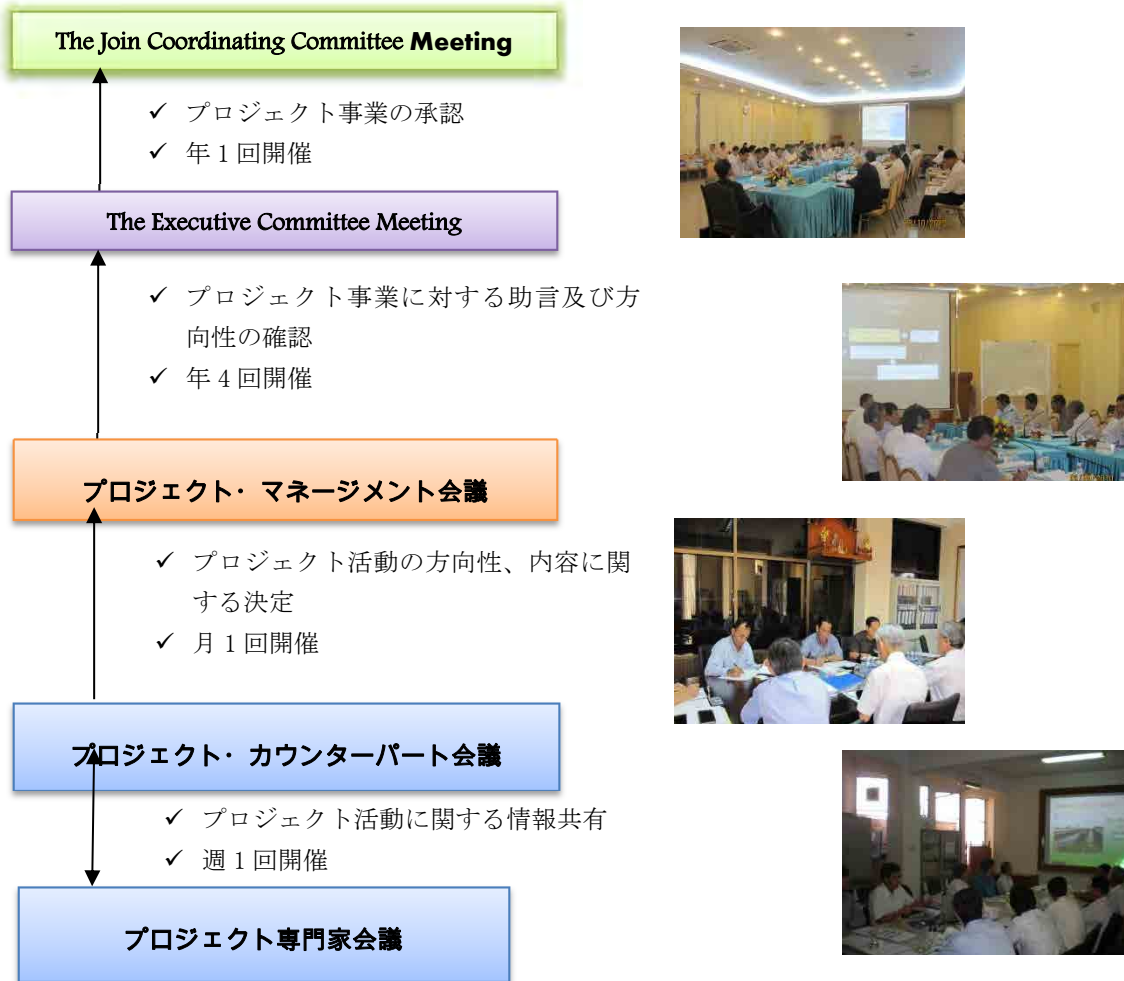 The Join Coordinating Committee Meeting
✓ プロジェクト事業の承認
✓ 年1回開催
The Executive Committee Meeting
✓ プロジェクト事業に対する助言及び方
向性の確認
✓ 年4回開催
プロジェクト・マネージメント会議
✓ プロジェクト活動の方向性、内容に関
する決定
✓ 月1回開催
プロジェクト・カウンターパート会議
✓ プロジェクト活動に関する情報共有
✓ 週1回開催
プロジェクト専門家会議